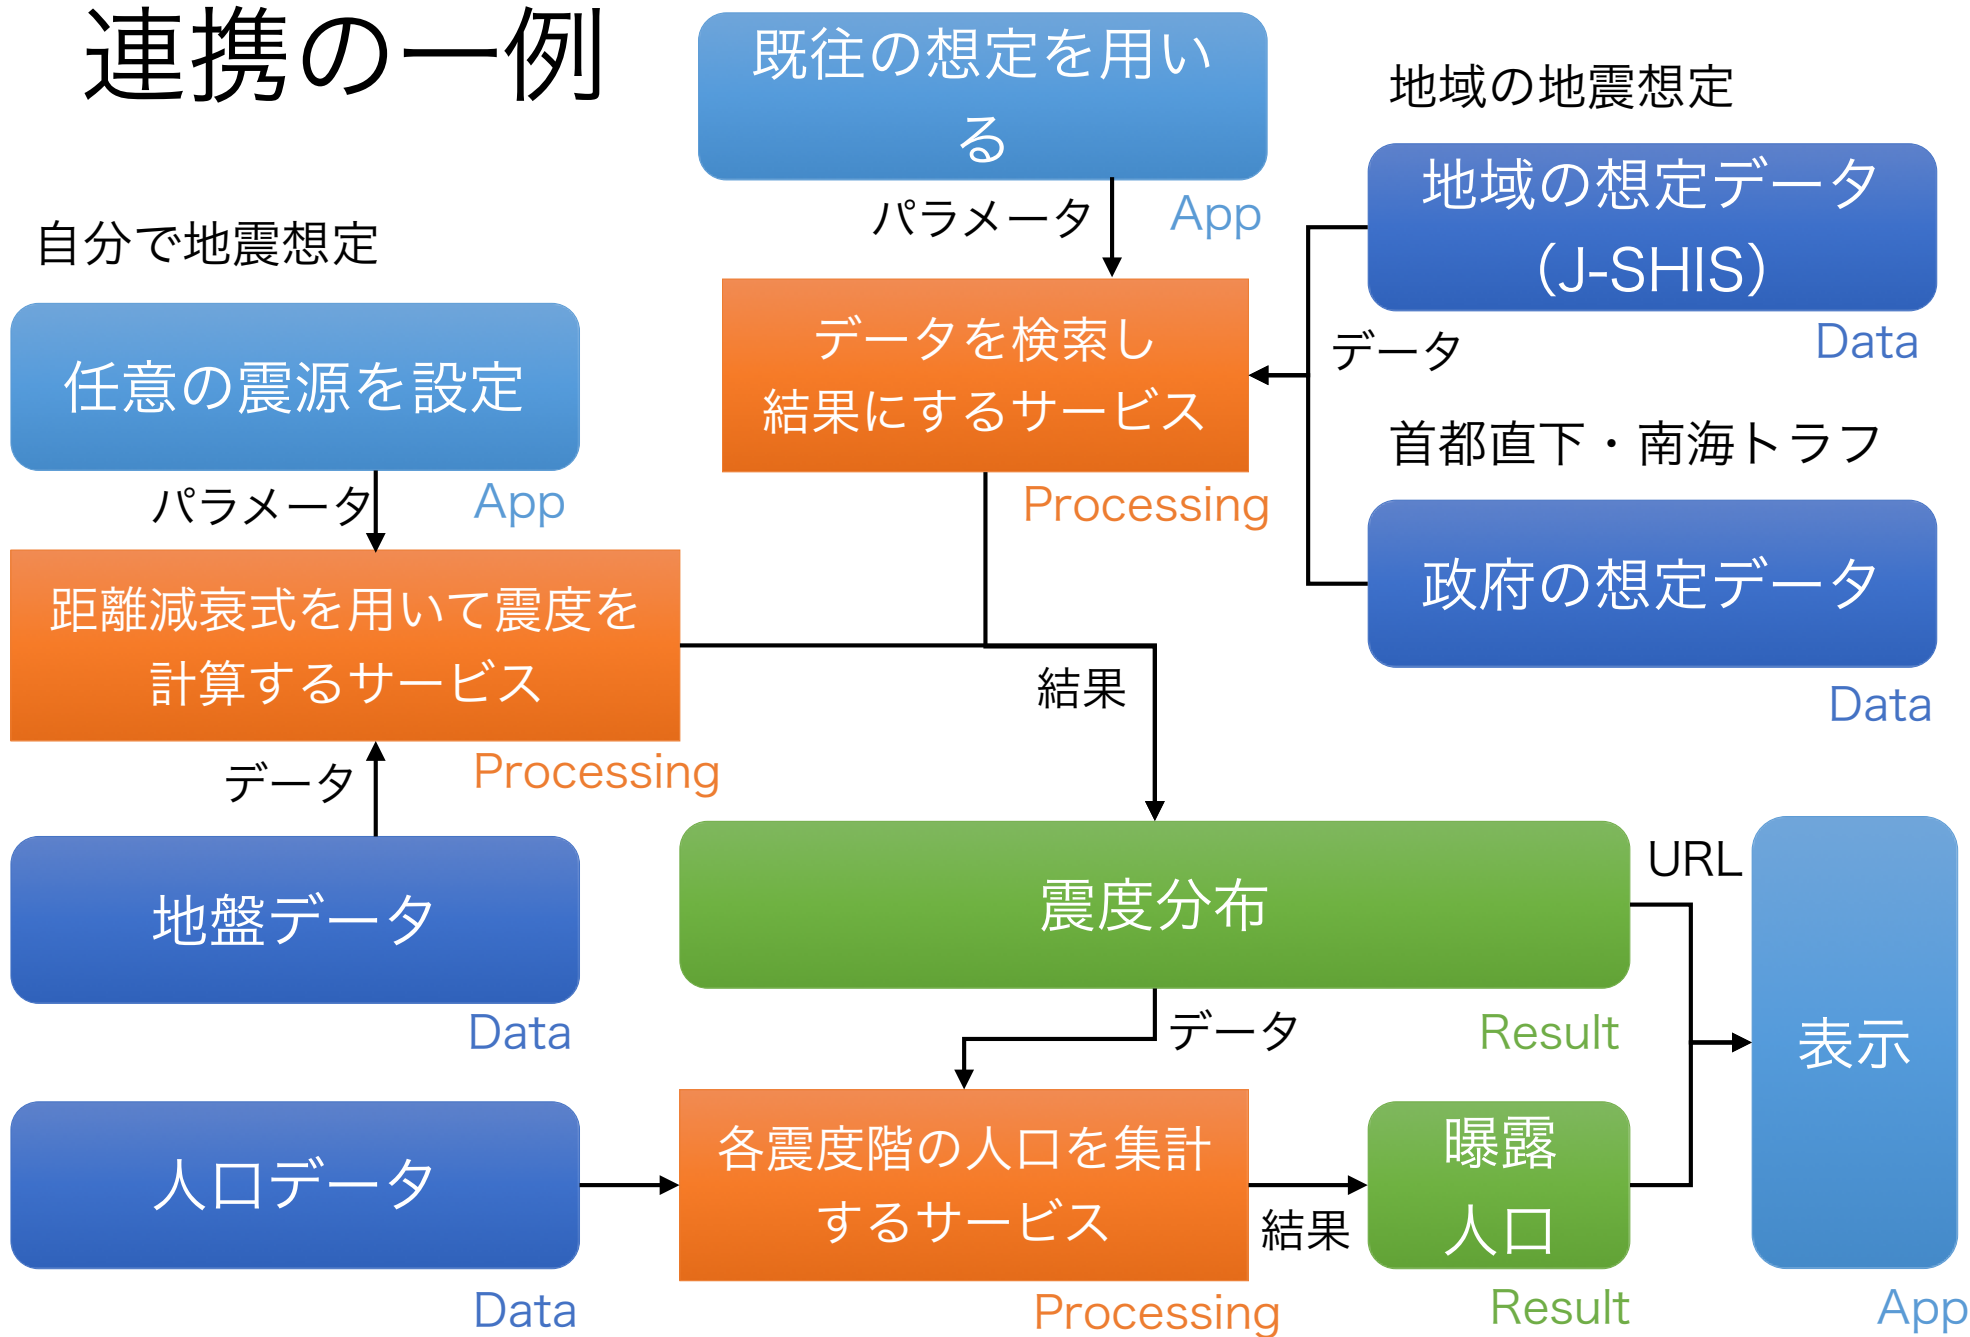 連携の一例
既往の想定を用い
る
App
パラメータ
地域の地震想定
地域の想定データ
（J-SHIS）
Data
自分で地震想定
任意の震源を設定
App
パラメータ
データを検索し
結果にするサービス
Processing
データ
首都直下・南海トラフ
政府の想定データ
Data
距離減衰式を用いて震度を
計算するサービス
Processing
結果
データ
地盤データ
Data
震度分布
Result
URL
表示
App
データ
人口データ
Data
各震度階の人口を集計
するサービス
Processing
結果
曝露
人口
Result